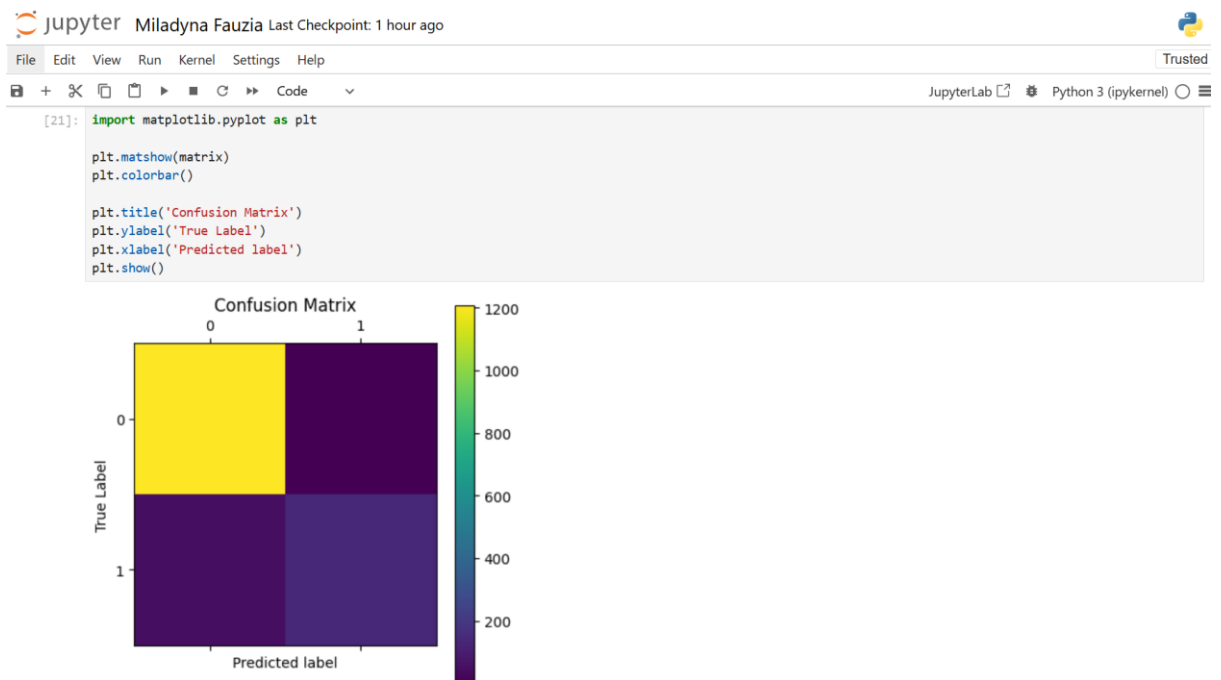 jupyter Miladyna Fauzia Last Checkpoint: 1 hour ago
File Edit View Run Kernel Settings Help Trusted
Code JupyterLab Python 3 (ipykernel)
[21]: import matplotlib.pyplot as plt
plt.matshow(matrix)
plt.colorbar()
plt.title('Confusion Matrix')
plt.ylabel('True Label')
plt.xlabel('Predicted label')
plt.show()
Confusion Matrix
0 1
0
1
True Label
Predicted label
1200
1000
800
600
400
200